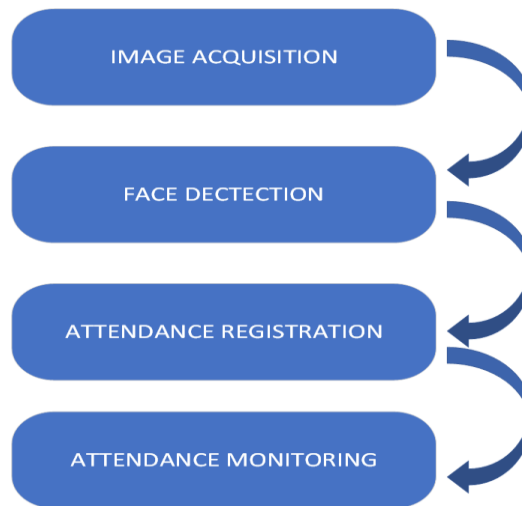 IMAGE ACQUISITION
FACE DECTECTION
ATTENDANCE REGISTRATION
ATTENDANCE MONITORING